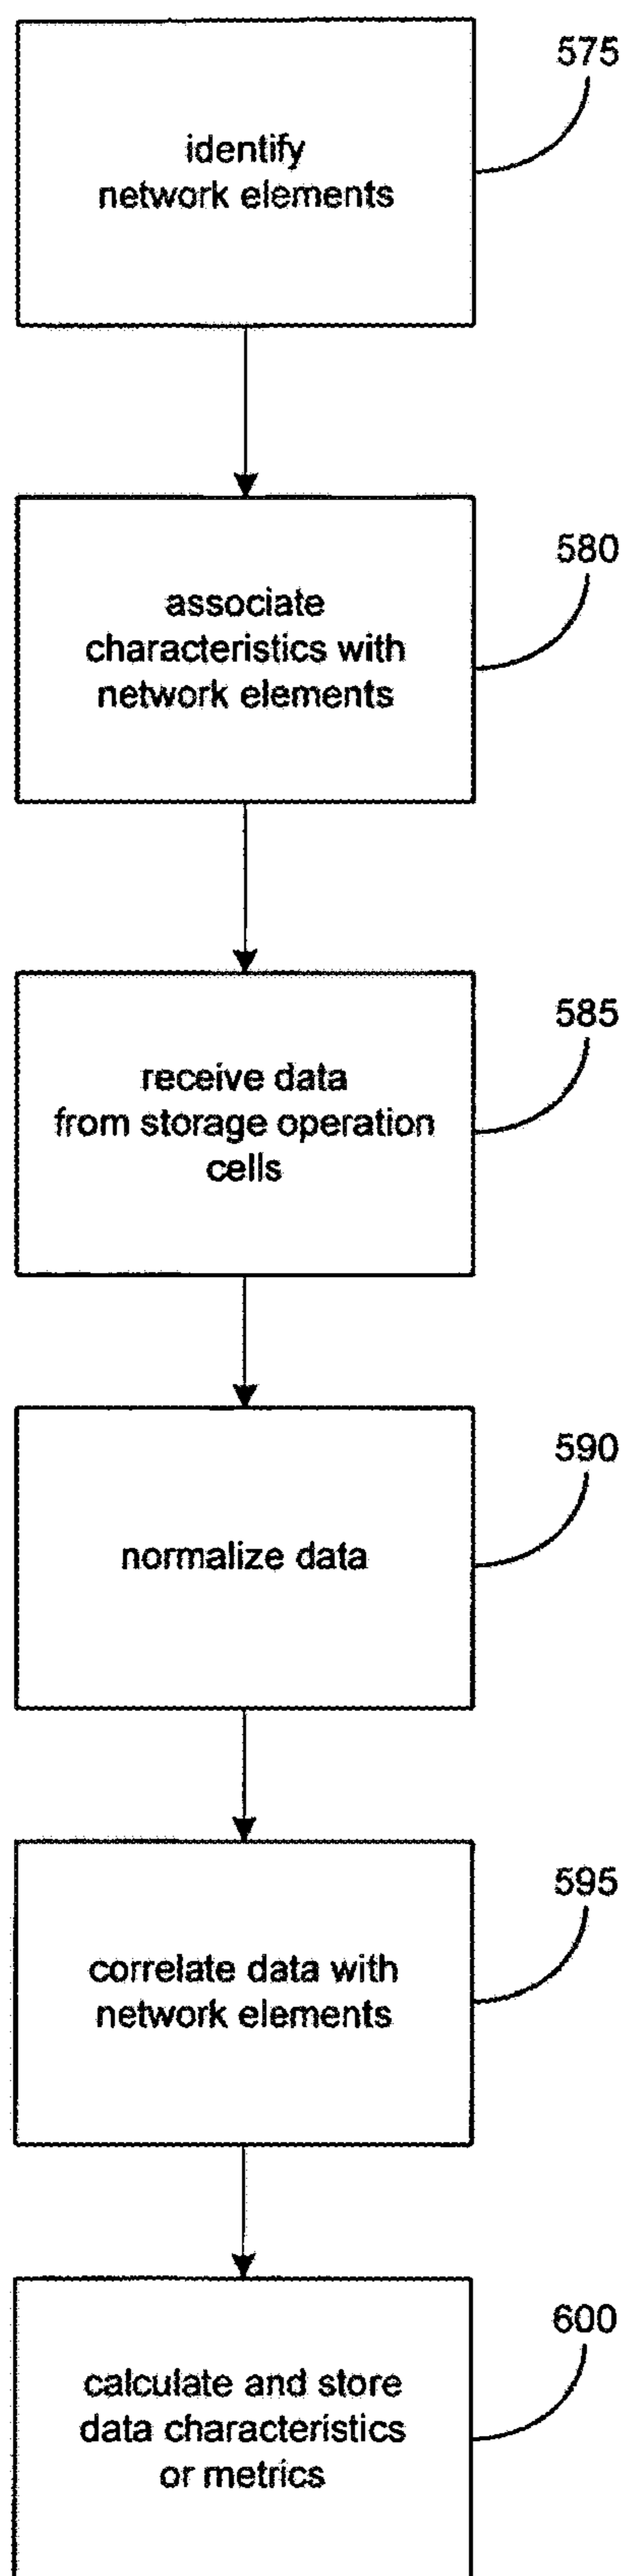 575
identify
network elements
580
associate
characteristics with
network elements
585
receive data
from storage operation
cells
590
normalize data
595
correlate data with
network elements
600
calculate and store
data characteristics
or metrics